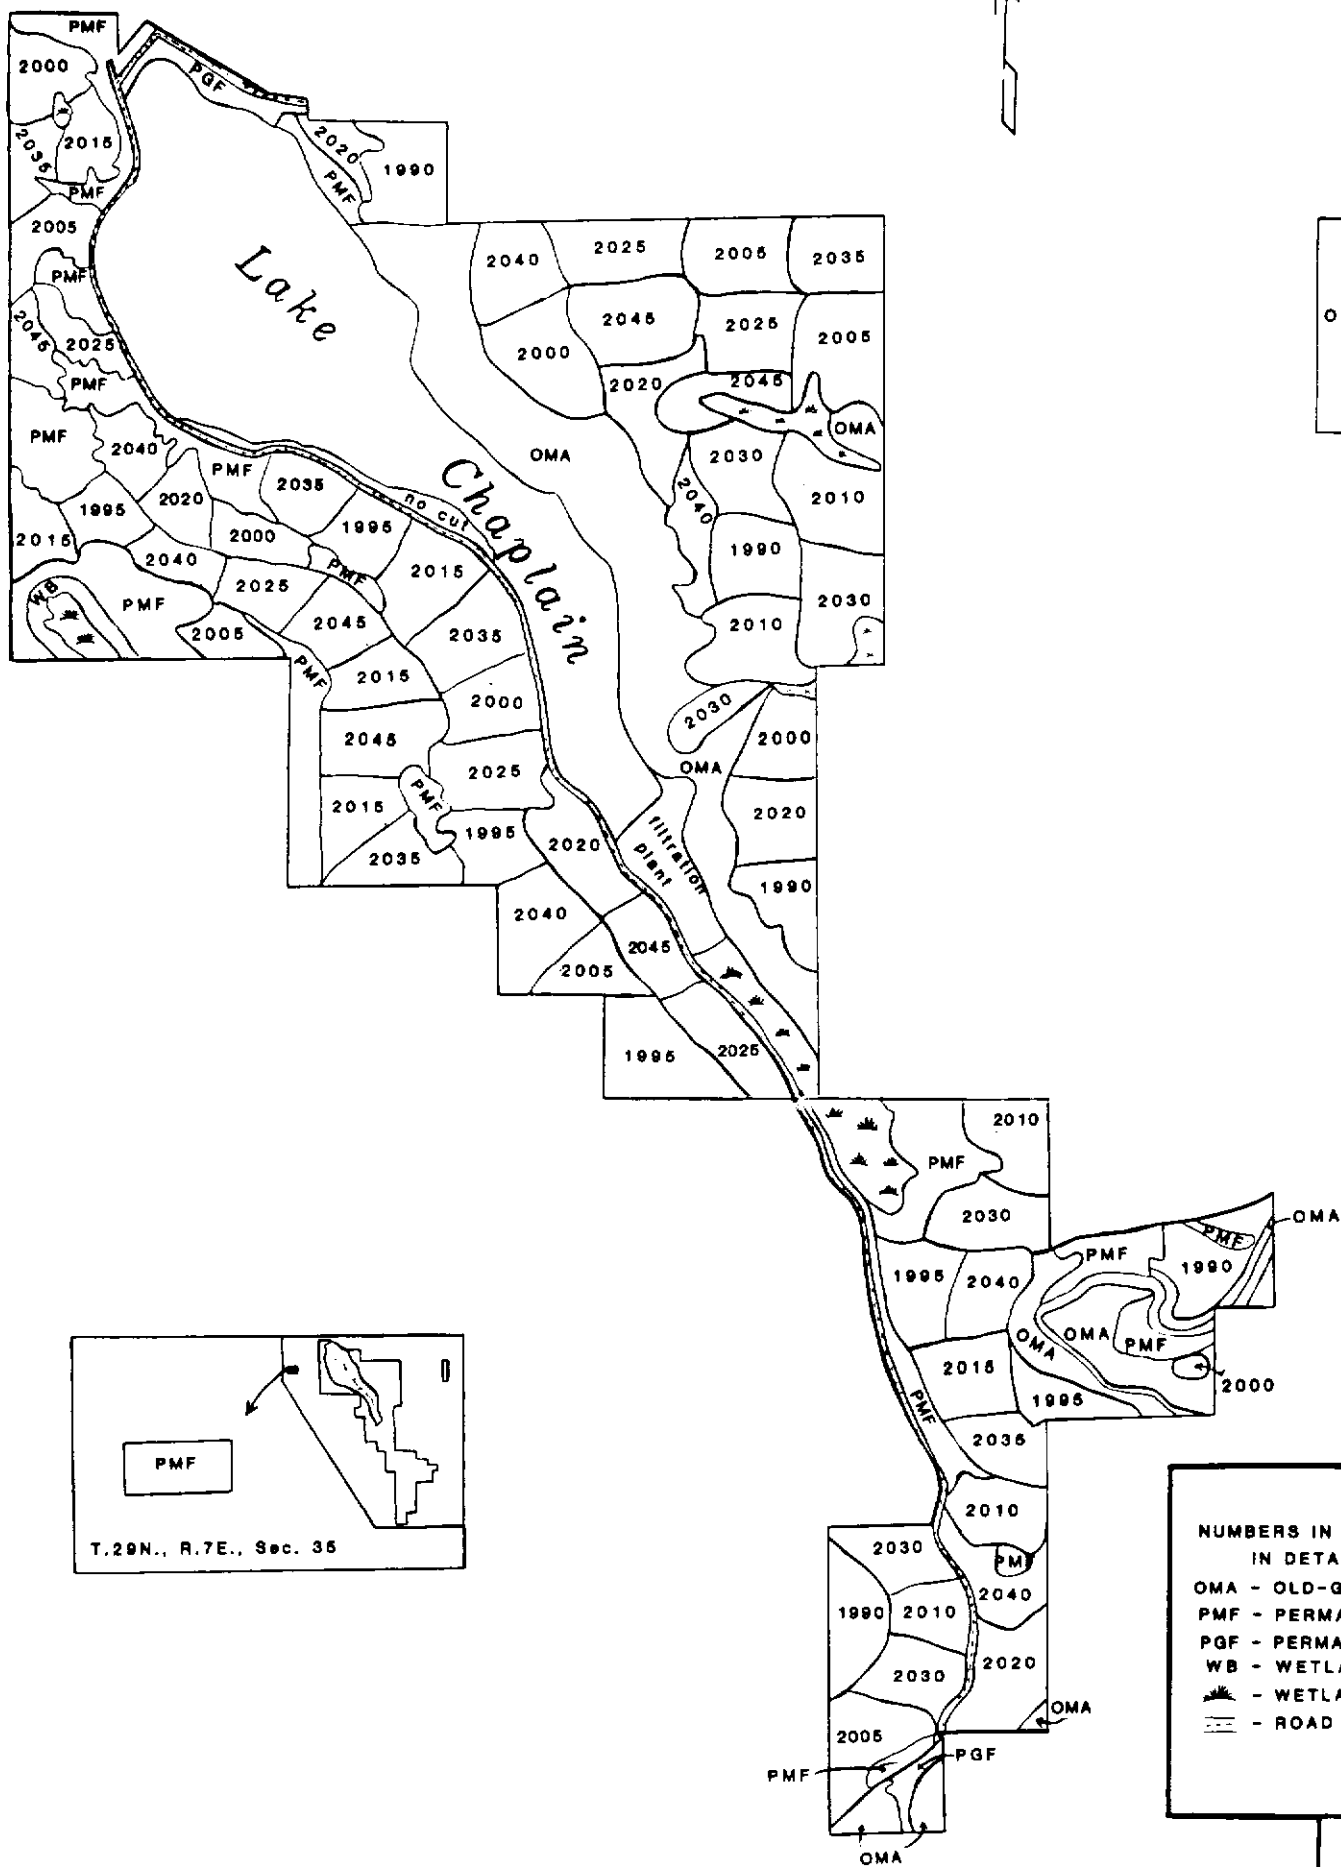 PMF
2000
PGF
2015
2020
1990
2035
PMF
PMF
2005
Lake
2040
2025
2005
2035
PMF
2045
2025
2045
2025
2005
2000
PMF
2020
2045
PMF
2040
OMA
OMA
PMF
2035
Chaplain
2030
2020
no cut
2040
2010
1995
2000
1995
2015
2040
PMF
2015
1990
WB
PMF
2025
2030
2005
2045
2035
2010
PMF
2015
2000
2030
2045
2000
2025
OMA
PMF
2015
1995
2020
filtration
plant
2020
2035
1990
2040
2045
2005
1995
2025
2010
PMF
2030
OMA
PMF
PMF
1995
2040
1990
OMA
OMA
PMF
2015
2000
PMF
1995
2035
PMF
T.29N., R.7E., Sec. 35
2010
2030
PMF
2040
1990
2010
2030
2020
OMA
2005
PGF
PMF
OMA
O
NUMBERS IN
IN DETA
OMA - OLD-G
PMF - PERMA
PGF - PERMA
WB - WETLA
- WETLA
- ROAD